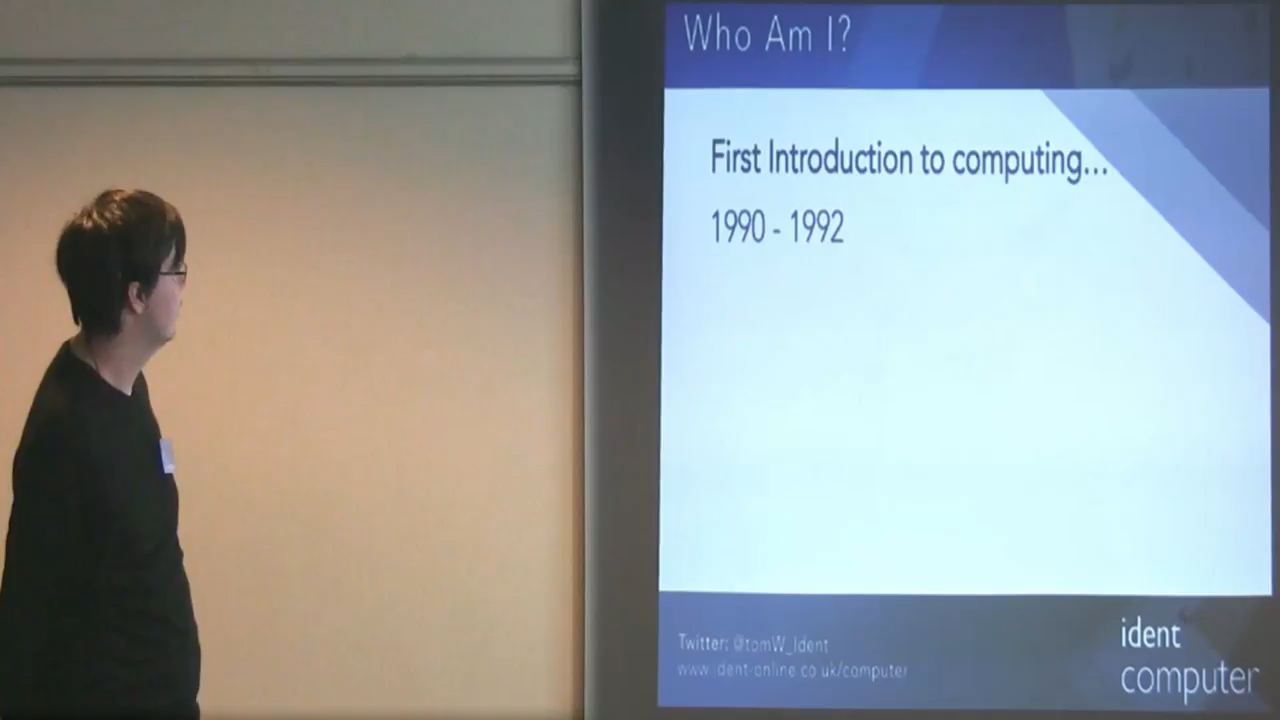 Who Am I?
First Introduction to computing...
1990 - 1992
Twitter: @tomW_Ident
www.ident-online.co.uk/computer
ident
computer